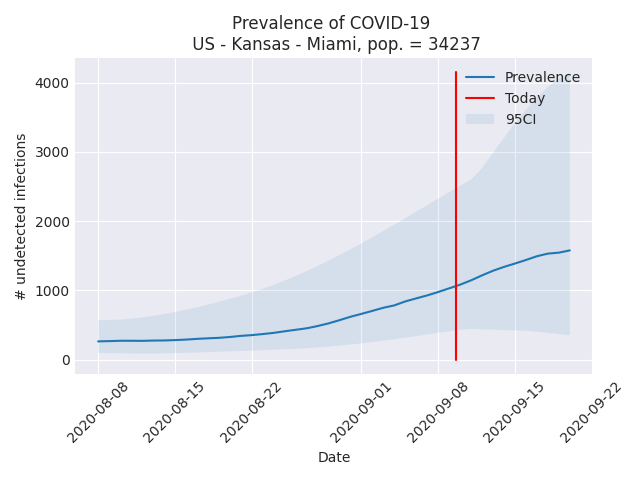 Prevalence of COVID-19
US - Kansas - Miami, pop. = 34237
# undetected infections
4000
3000
2000
1000
0
Prevalence
Today
95CI
2020-08-08
2020-08-15
2020-08-22
2020-09-01
2020-09-08
2020-09-15
2020-09-22
Date